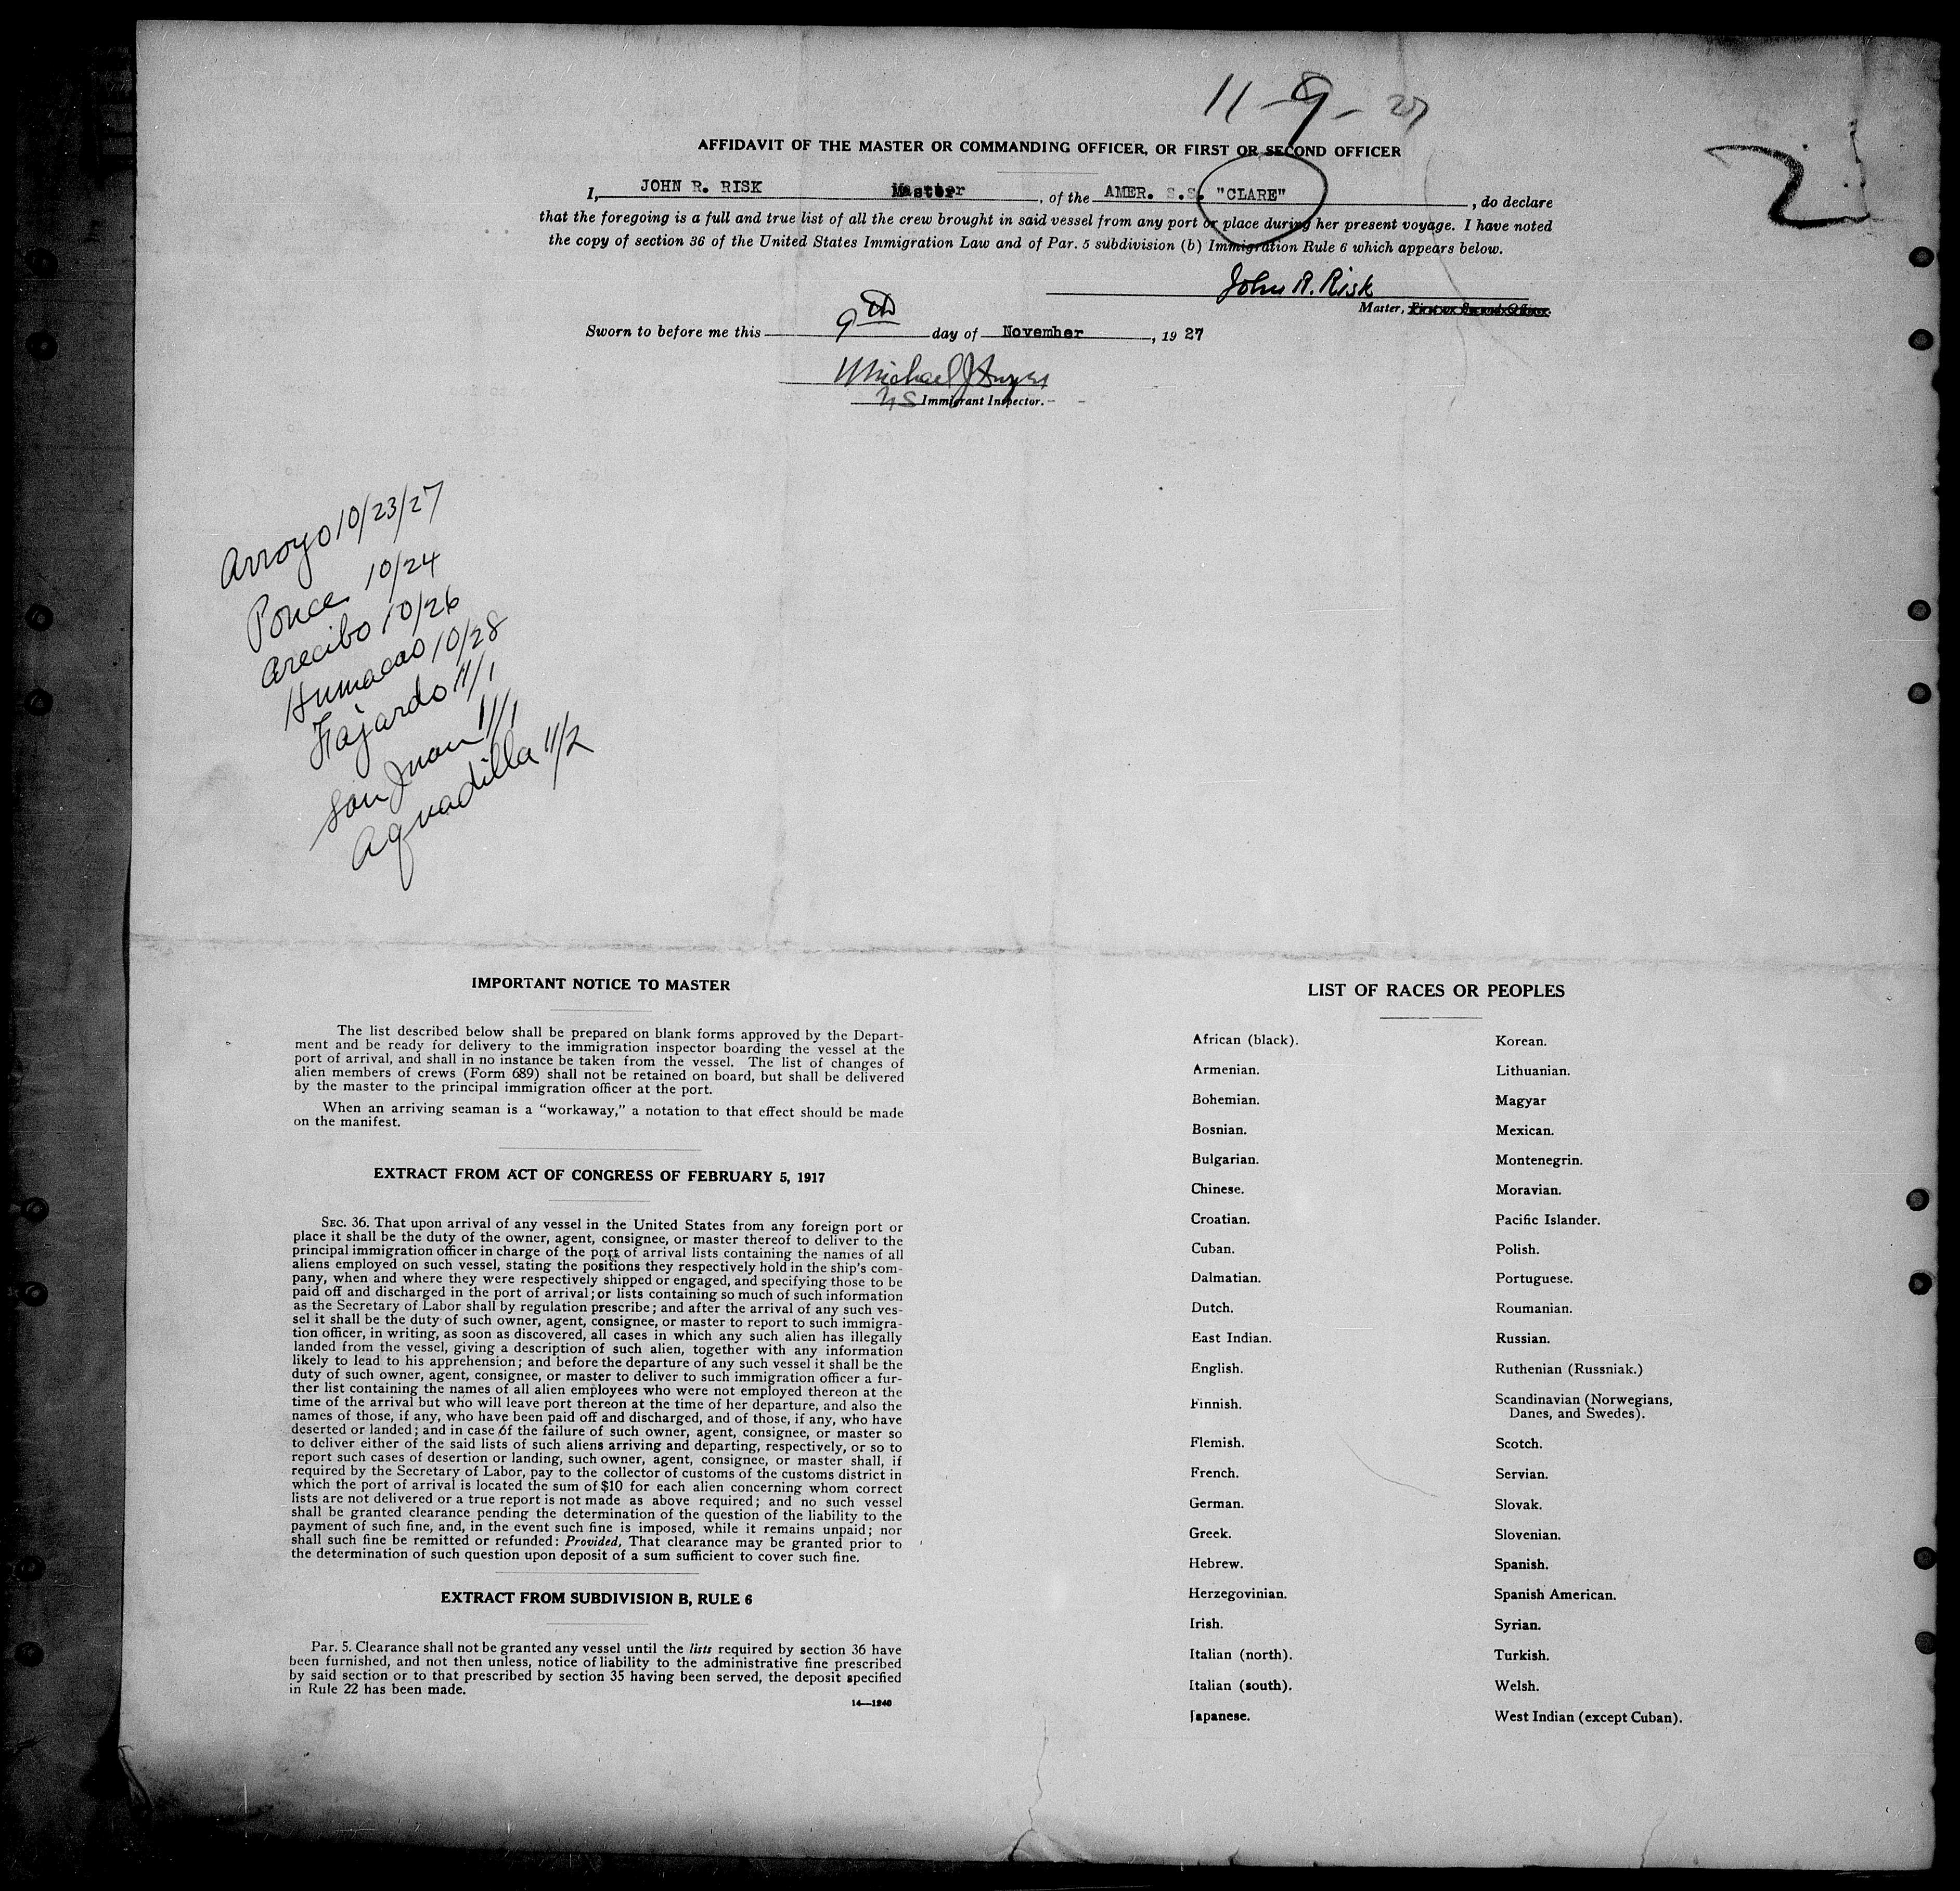 11-9-27
2
AFFIDAVIT OF THE MASTER OR COMMANDING OFFICER, OR FIRST OR SECOND OFFICER
I, JOHN R. RISK Master, of the AMER. S.S. "CLARE", do declare
that the foregoing is a full and true list of all the crew brought in said vessel from any port or place during her present voyage. I have noted
the copy of section 36 of the United States Immigration Law and of Par. 5 subdivision (b) Immigration Rule 6 which appears below.
John R. Risk
Master, First or Second Officer.
Sworn to before me this 9th day of November, 19 27
Michael J
US Immigrant Inspector.
Arroyo 10/23/27
Ponce 10/24
Arecibo 10/26
Humacao 10/28
Fajardo 11/1
San Juan 11/1
Aguadilla 11/2
IMPORTANT NOTICE TO MASTER
The list described below shall be prepared on blank forms approved by the Depart-
ment and be ready for delivery to the immigration inspector boarding the vessel at the
port of arrival, and shall in no instance be taken from the vessel. The list of changes of
alien members of crews (Form 689) shall not be retained on board, but shall be delivered
by the master to the principal immigration officer at the port.
When an arriving seaman is a "workaway," a notation to that effect should be made
on the manifest.
EXTRACT FROM ACT OF CONGRESS OF FEBRUARY 5, 1917
SEC. 36. That upon arrival of any vessel in the United States from any foreign port or
place it shall be the duty of the owner, agent, consignee, or master thereof to deliver to the
principal immigration officer in charge of the port of arrival lists containing the names of all
aliens employed on such vessel, stating the positions they respectively hold in the ship's com-
pany, when and where they were respectively shipped or engaged, and specifying those to be
paid off and discharged in the port of arrival; or lists containing so much of such information
as the Secretary of Labor shall by regulation prescribe; and after the arrival of any such ves-
sel it shall be the duty of such owner, agent, consignee, or master to report to such immigra-
tion officer, in writing, as soon as discovered, all cases in which any such alien has illegally
landed from the vessel, giving a description of such alien, together with any information
likely to lead to his apprehension; and before the departure of any such vessel it shall be the
duty of such owner, agent, consignee, or master to deliver to such immigration officer a fur-
ther list containing the names of all alien employees who were not employed thereon at the
time of the arrival but who will leave port thereon at the time of her departure, and also the
names of those, if any, who have been paid off and discharged, and of those, if any, who have
deserted or landed; and in case of the failure of such owner, agent, consignee, or master so
to deliver either of the said lists of such aliens arriving and departing, respectively, or so to
report such cases of desertion or landing, such owner, agent, consignee, or master shall, if
required by the Secretary of Labor, pay to the collector of customs of the customs district in
which the port of arrival is located the sum of $10 for each alien concerning whom correct
lists are not delivered or a true report is not made as above required; and no such vessel
shall be granted clearance pending the determination of the question of the liability to the
payment of such fine, and, in the event such fine is imposed, while it remains unpaid; nor
shall such fine be remitted or refunded: Provided, That clearance may be granted prior to
the determination of such question upon deposit of a sum sufficient to cover such fine.
EXTRACT FROM SUBDIVISION B, RULE 6
Par. 5. Clearance shall not be granted any vessel until the lists required by section 36 have
been furnished, and not then unless, notice of liability to the administrative fine prescribed
by said section or to that prescribed by section 35 having been served, the deposit specified
in Rule 22 has been made.
14—1240
LIST OF RACES OR PEOPLES
African (black).
Armenian.
Bohemian.
Bosnian.
Bulgarian.
Chinese.
Croatian.
Cuban.
Dalmatian.
Dutch.
East Indian.
English.
Finnish.
Flemish.
French.
German.
Greek.
Hebrew.
Herzegovinian.
Irish.
Italian (north).
Italian (south).
Japanese.
Korean.
Lithuanian.
Magyar
Mexican.
Montenegrin.
Moravian.
Pacific Islander.
Polish.
Portuguese.
Roumanian.
Russian.
Ruthenian (Russniak.)
Scandinavian (Norwegians,
Danes, and Swedes).
Scotch.
Servian.
Slovak.
Slovenian.
Spanish.
Spanish American.
Syrian.
Turkish.
Welsh.
West Indian (except Cuban).